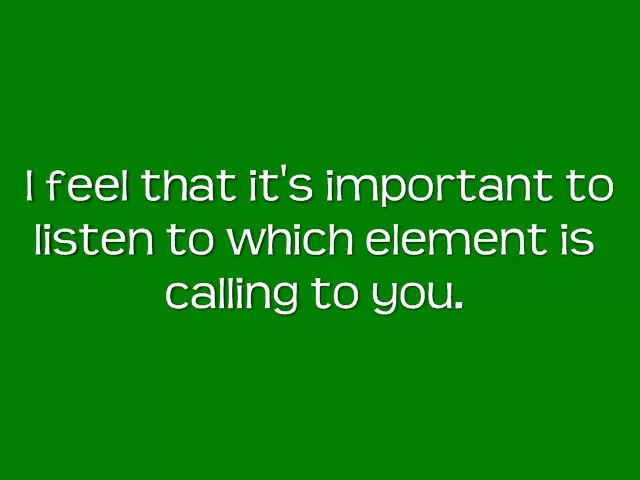 I feel that it's important to
listen to which element is
calling to you.